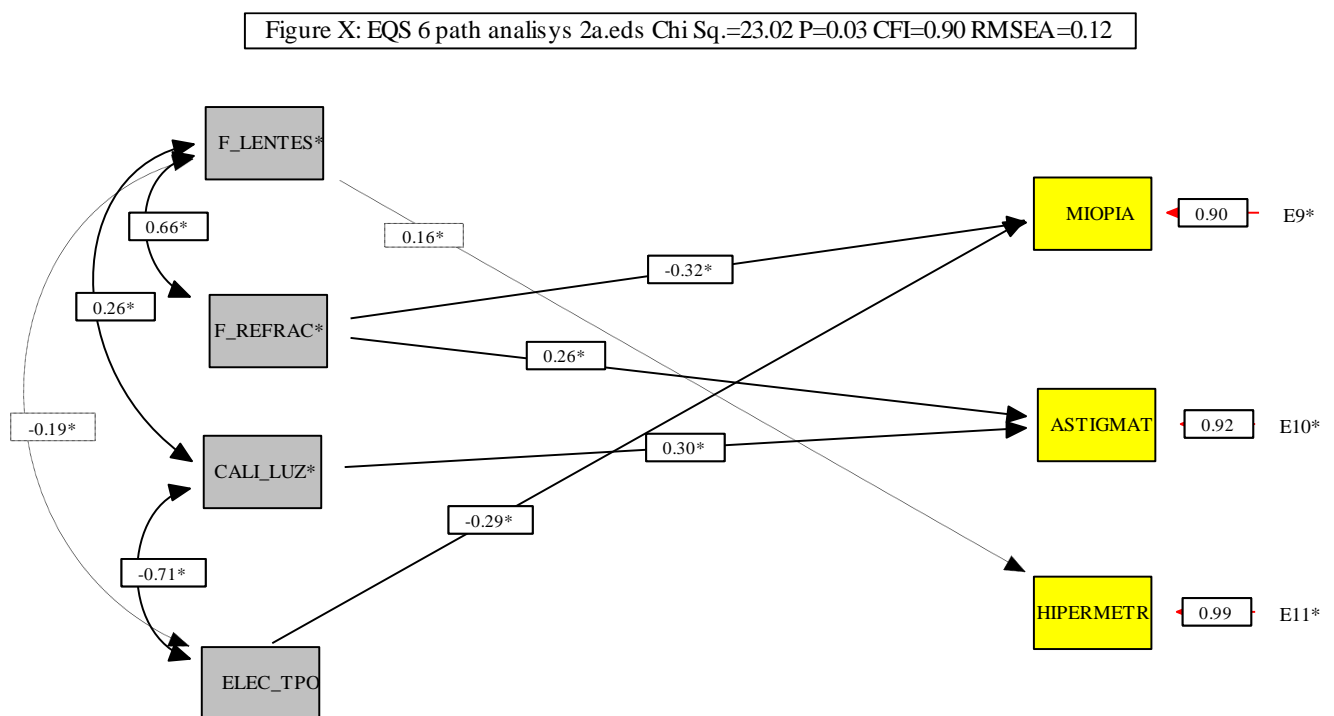 Figure X: EQS 6 path analisys 2a.eds Chi Sq.=23.02 P=0.03 CFI=0.90 RMSEA=0.12
F_LENTES*
MIOPIA
0.90
E9*
0.66*
0.16*
-0.32*
0.26*
F_REFRAC*
0.26*
-0.19*
ASTIGMAT
0.92
E10*
0.30*
CALI_LUZ*
-0.29*
-0.71*
HIPERMETR
0.99
E11*
ELEC_TPO